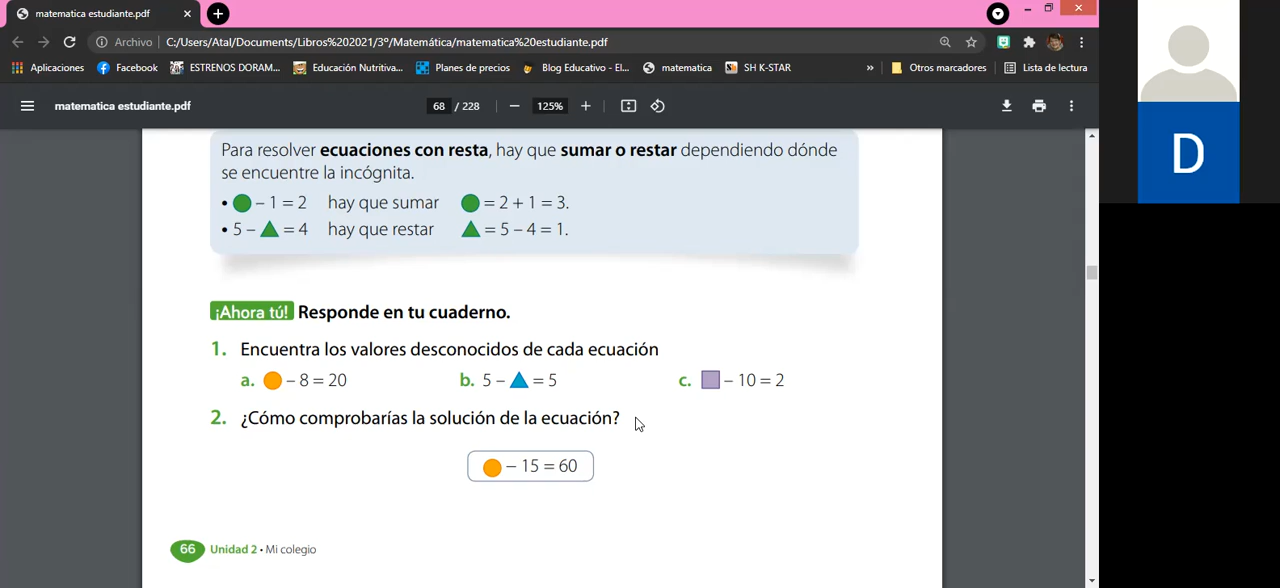 matematica estudiante.pdf
Archivo C:/Users/Atal/Documents/Libros%202021/3º/Matemática/matematica%20estudiante.pdf
Aplicaciones Facebook ESTRENOS DORAM... Educación Nutritiva... Planes de precios Blog Educativo - El... matematica SH K-STAR » Otros marcadores Lista de lectura
matematica estudiante.pdf 68 / 228 — 125% +
Para resolver ecuaciones con resta, hay que sumar o restar dependiendo dónde
se encuentre la incógnita.
• – 1 = 2 hay que sumar = 2 + 1 = 3.
• 5 – = 4 hay que restar = 5 – 4 = 1.
¡Ahora tú! Responde en tu cuaderno.
1. Encuentra los valores desconocidos de cada ecuación
a. – 8 = 20 b. 5 – = 5 c. – 10 = 2
2. ¿Cómo comprobarías la solución de la ecuación?
– 15 = 60
66 Unidad 2 • Mi colegio
D